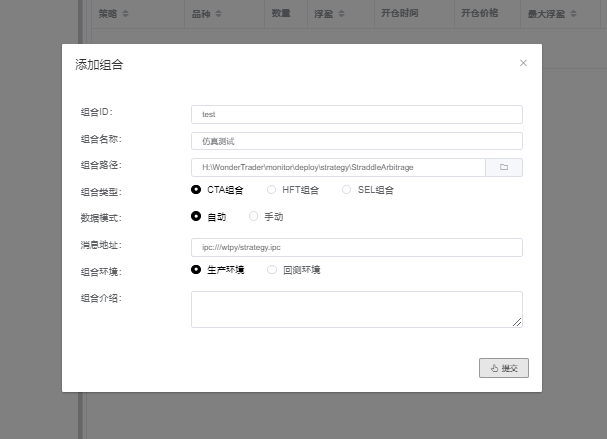 策略 品种 数量 浮盈 开仓时间 开仓价格 最大浮盈
添加组合
组合ID： test
组合名称： 仿真测试
组合路径： H:\WonderTrader\monitor\deploy\strategy\StraddleArbitrage
组合类型： CTA组合 HFT组合 SEL组合
数据模式： 自动 手动
消息地址： ipc:///wtpy/strategy.ipc
组合环境： 生产环境 回测环境
组合介绍：
提交